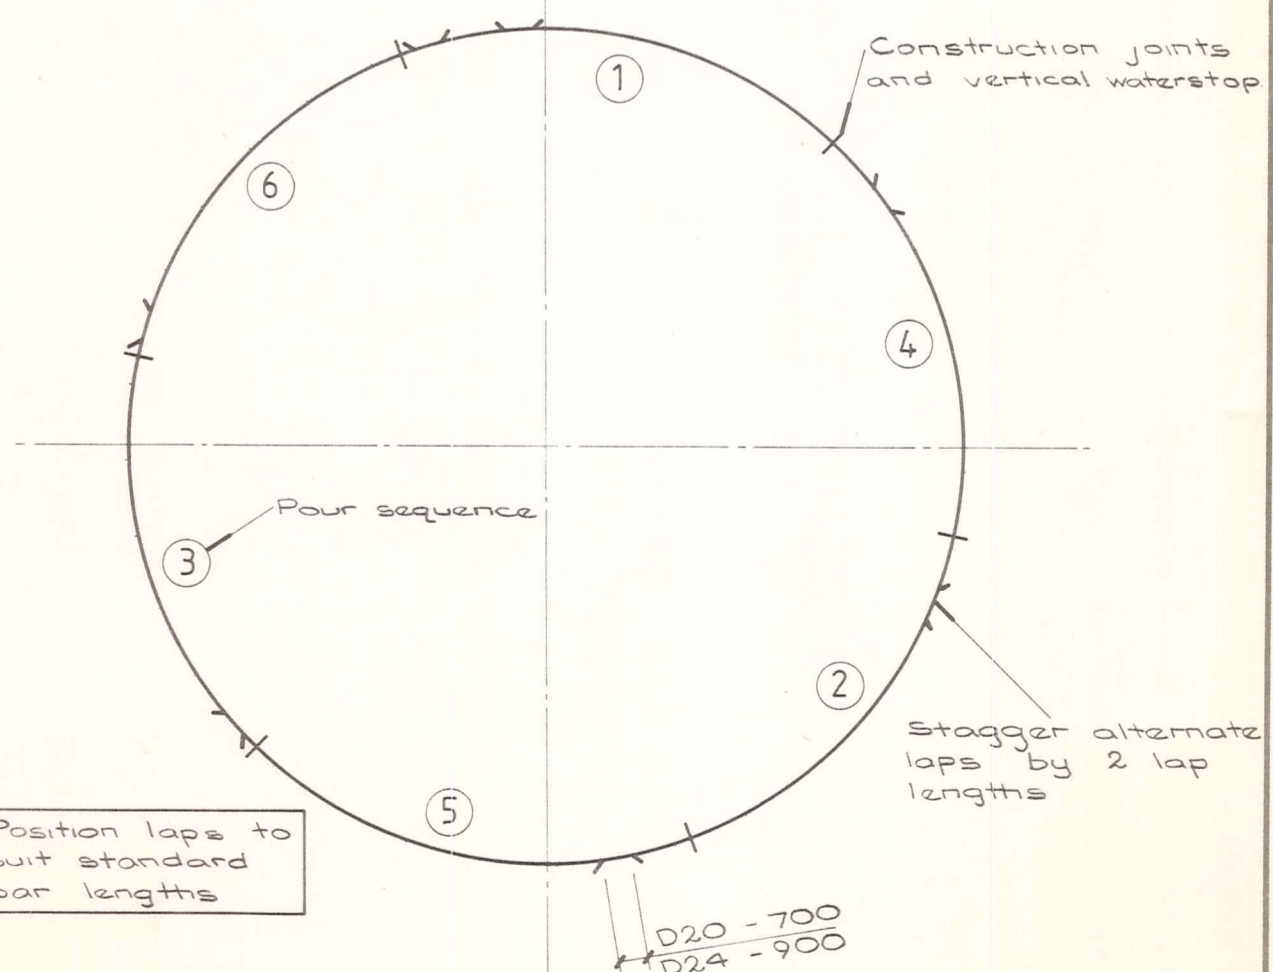 Construction joints
and vertical waterstop.
1
6
4
Pour sequence
3
2
Stagger alternate
laps by 2 lap
lengths
5
Position laps to
suit standard
bar lengths
D20 - 700
D24 - 900